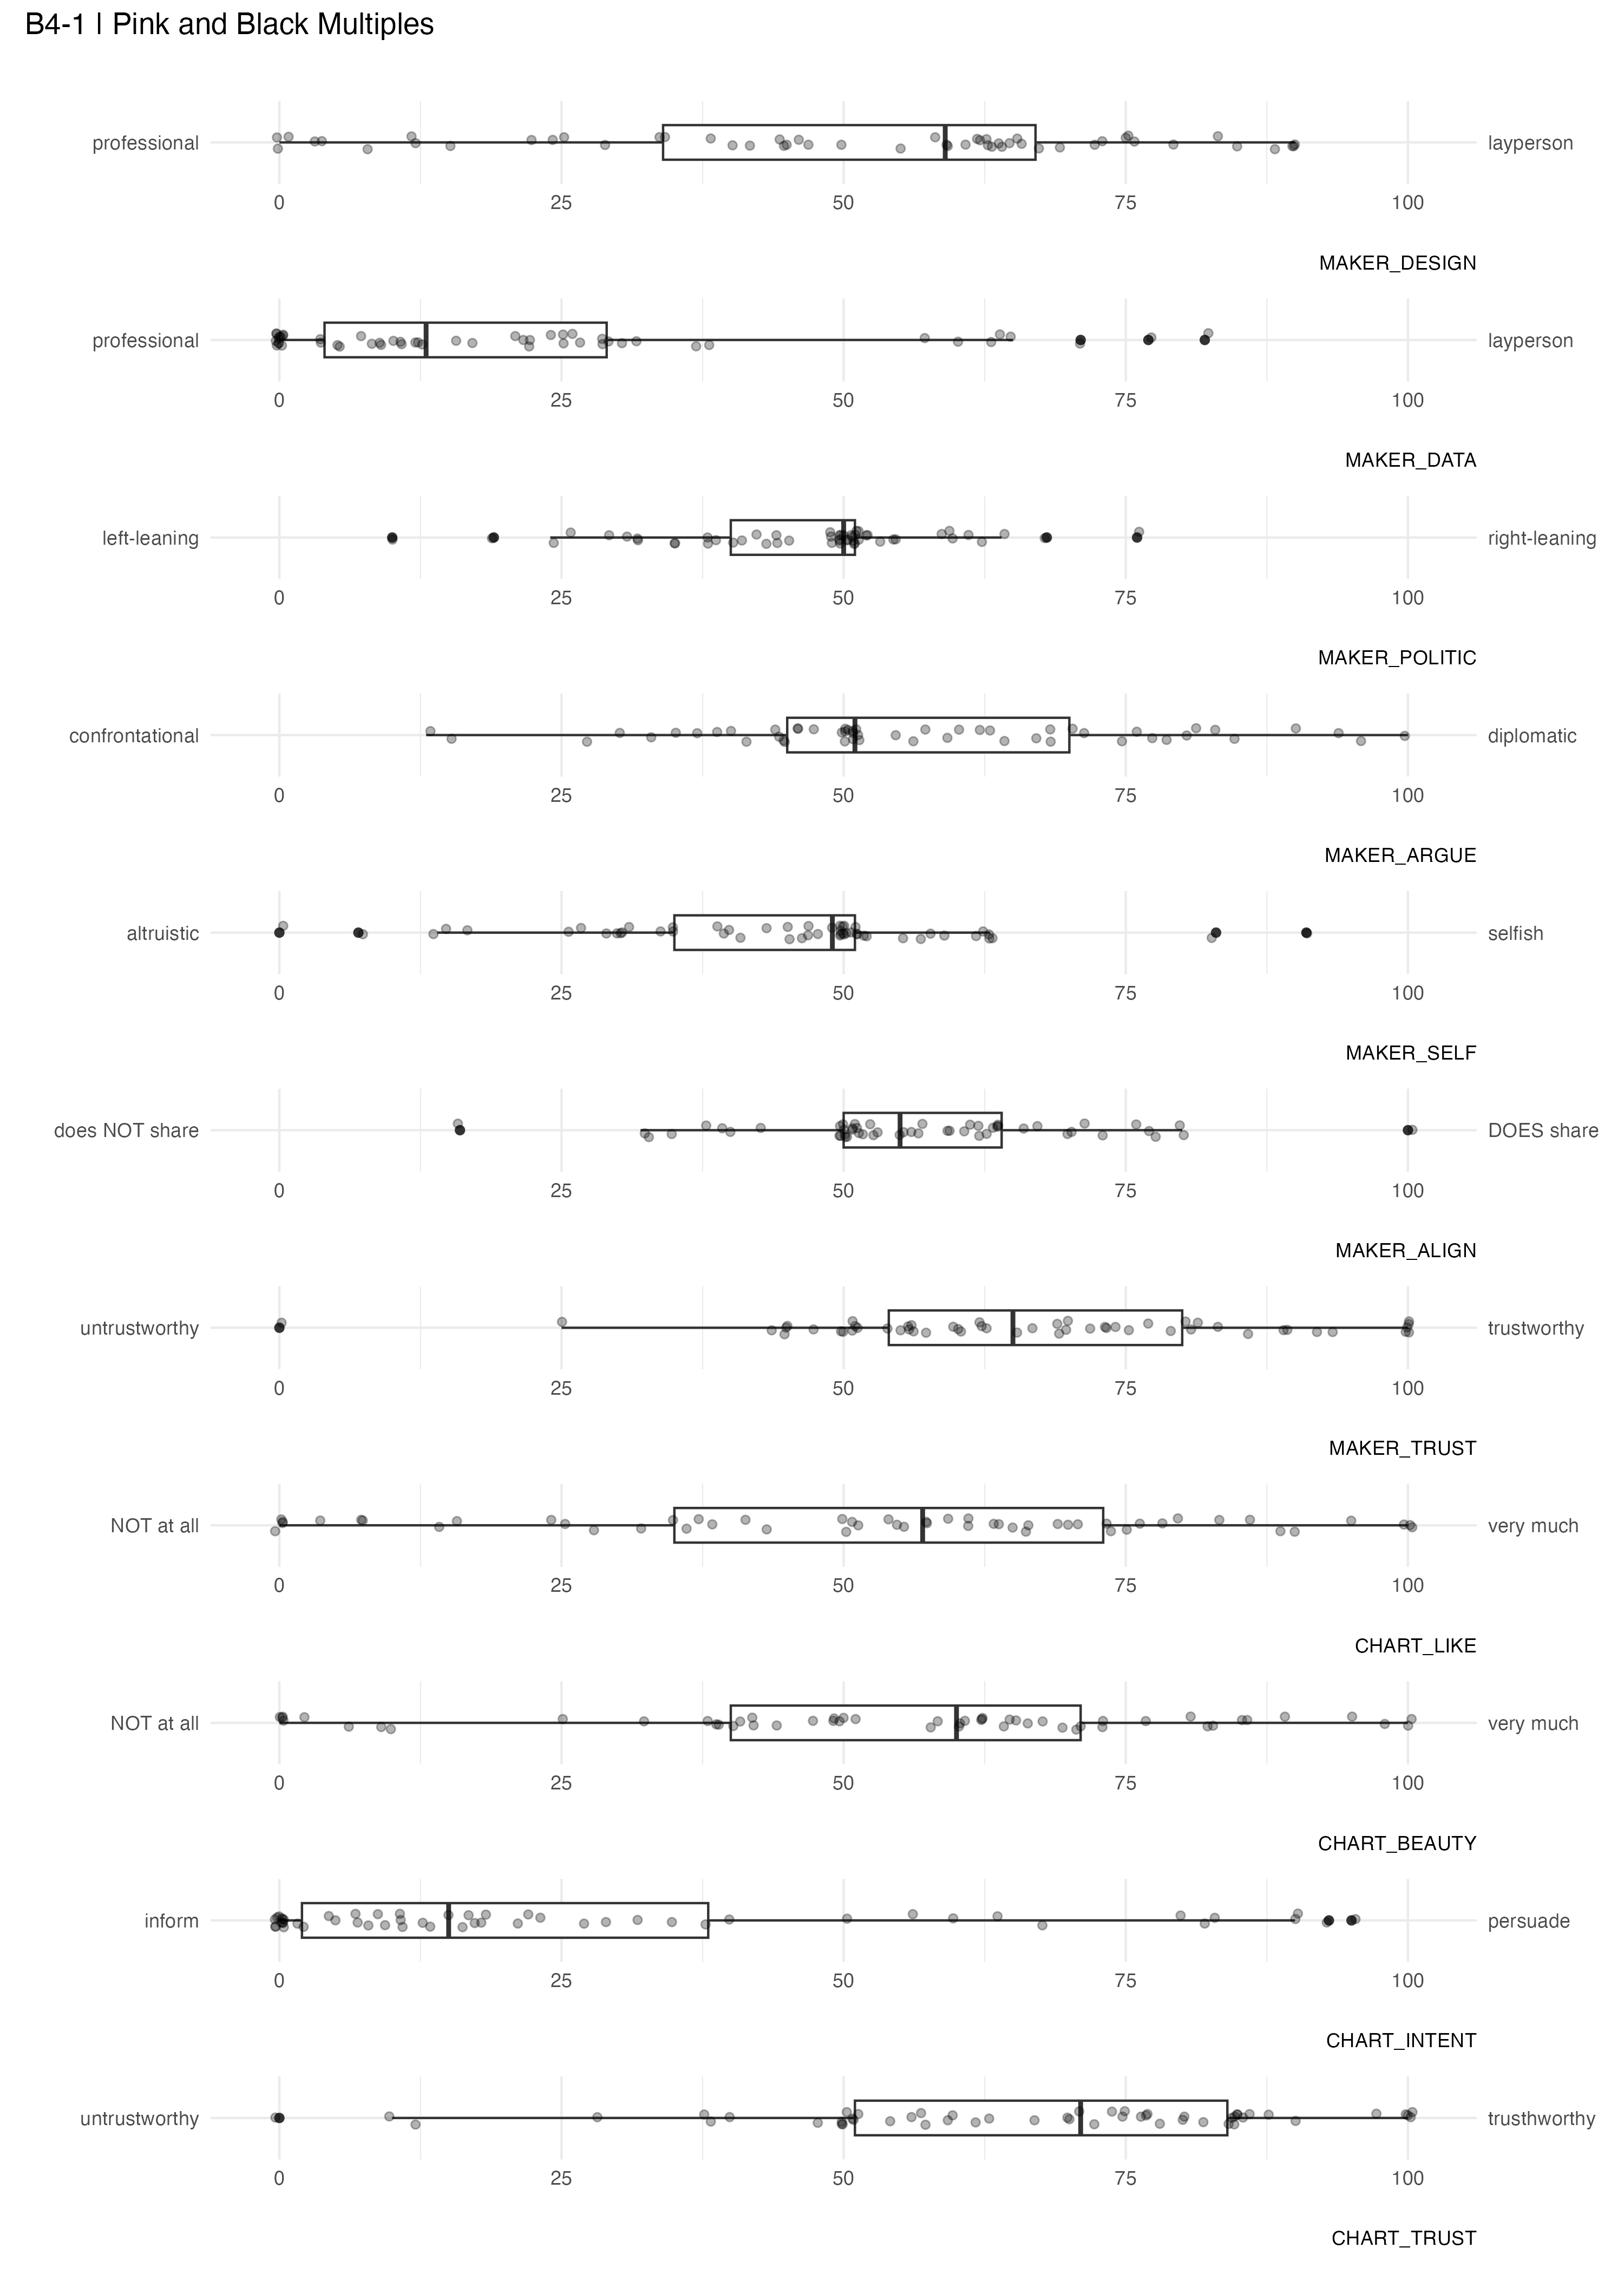 B4-1 | Pink and Black Multiples
professional layperson
0 25 50 75 100
MAKER_DESIGN
professional layperson
0 25 50 75 100
MAKER_DATA
left-leaning right-leaning
0 25 50 75 100
MAKER_POLITIC
confrontational diplomatic
0 25 50 75 100
MAKER_ARGUE
altruistic selfish
0 25 50 75 100
MAKER_SELF
does NOT share DOES share
0 25 50 75 100
MAKER_ALIGN
untrustworthy trustworthy
0 25 50 75 100
MAKER_TRUST
NOT at all very much
0 25 50 75 100
CHART_LIKE
NOT at all very much
0 25 50 75 100
CHART_BEAUTY
inform persuade
0 25 50 75 100
CHART_INTENT
untrustworthy trusthworthy
0 25 50 75 100
CHART_TRUST